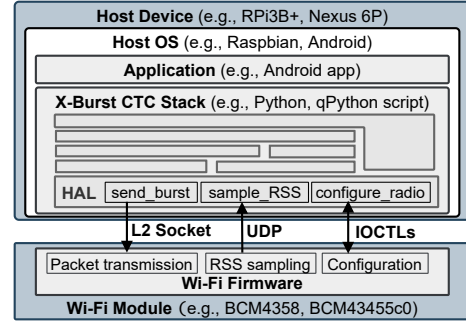 Host Device (e.g., RPi3B+, Nexus 6P)
Host OS (e.g., Raspbian, Android)
Application (e.g., Android app)
X-Burst CTC Stack (e.g., Python, qPython script)
HAL send_burst sample_RSS configure_radio
L2 Socket UDP IOCTLs
Packet transmission RSS sampling Configuration
Wi-Fi Firmware
Wi-Fi Module (e.g., BCM4358, BCM43455c0)